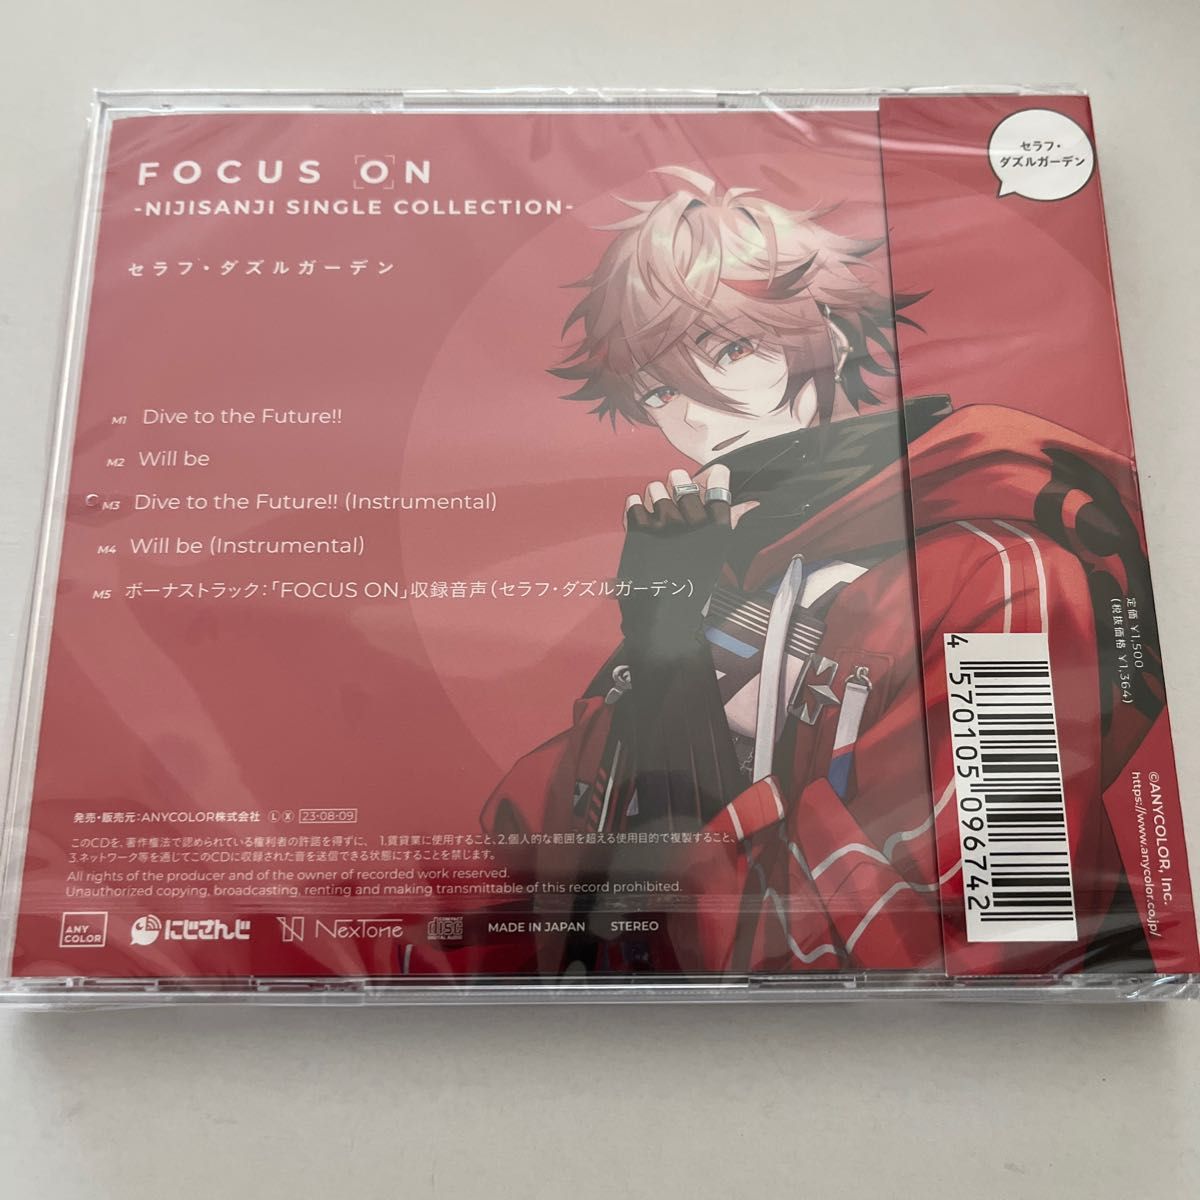 FOCUS ON
-NIJISANJI SINGLE COLLECTION-
セラフ・ダズルガーデン
M1 Dive to the Future!!
M2 Will be
M3 Dive to the Future!! (Instrumental)
M4 Will be (Instrumental)
M5 ボーナストラック:「FOCUS ON」収録音声(セラフ・ダズルガーデン)
発売・販売元:ANYCOLOR株式会社 Ⓛ Ⓧ 23-08-09
このCDを、著作権法で認められている権利者の許諾を得ずに、 1.賃貸業に使用すること、2.個人的な範囲を超える使用目的で複製すること、
3.ネットワーク等を通じてこのCDに収録された音を送信できる状態にすることを禁じます。
All rights of the producer and of the owner of recorded work reserved.
Unauthorized copying, broadcasting, renting and making transmittable of this record prohibited.
ANY
COLOR
にじさんじ
NexTone
COMPACT
disc
DIGITAL AUDIO
MADE IN JAPAN
STEREO
セラフ・
ダズルガーデン
定価 ¥1,500
(税抜価格 ¥1,364)
4 570105 096742
©ANYCOLOR, Inc.
https://www.anycolor.co.jp/